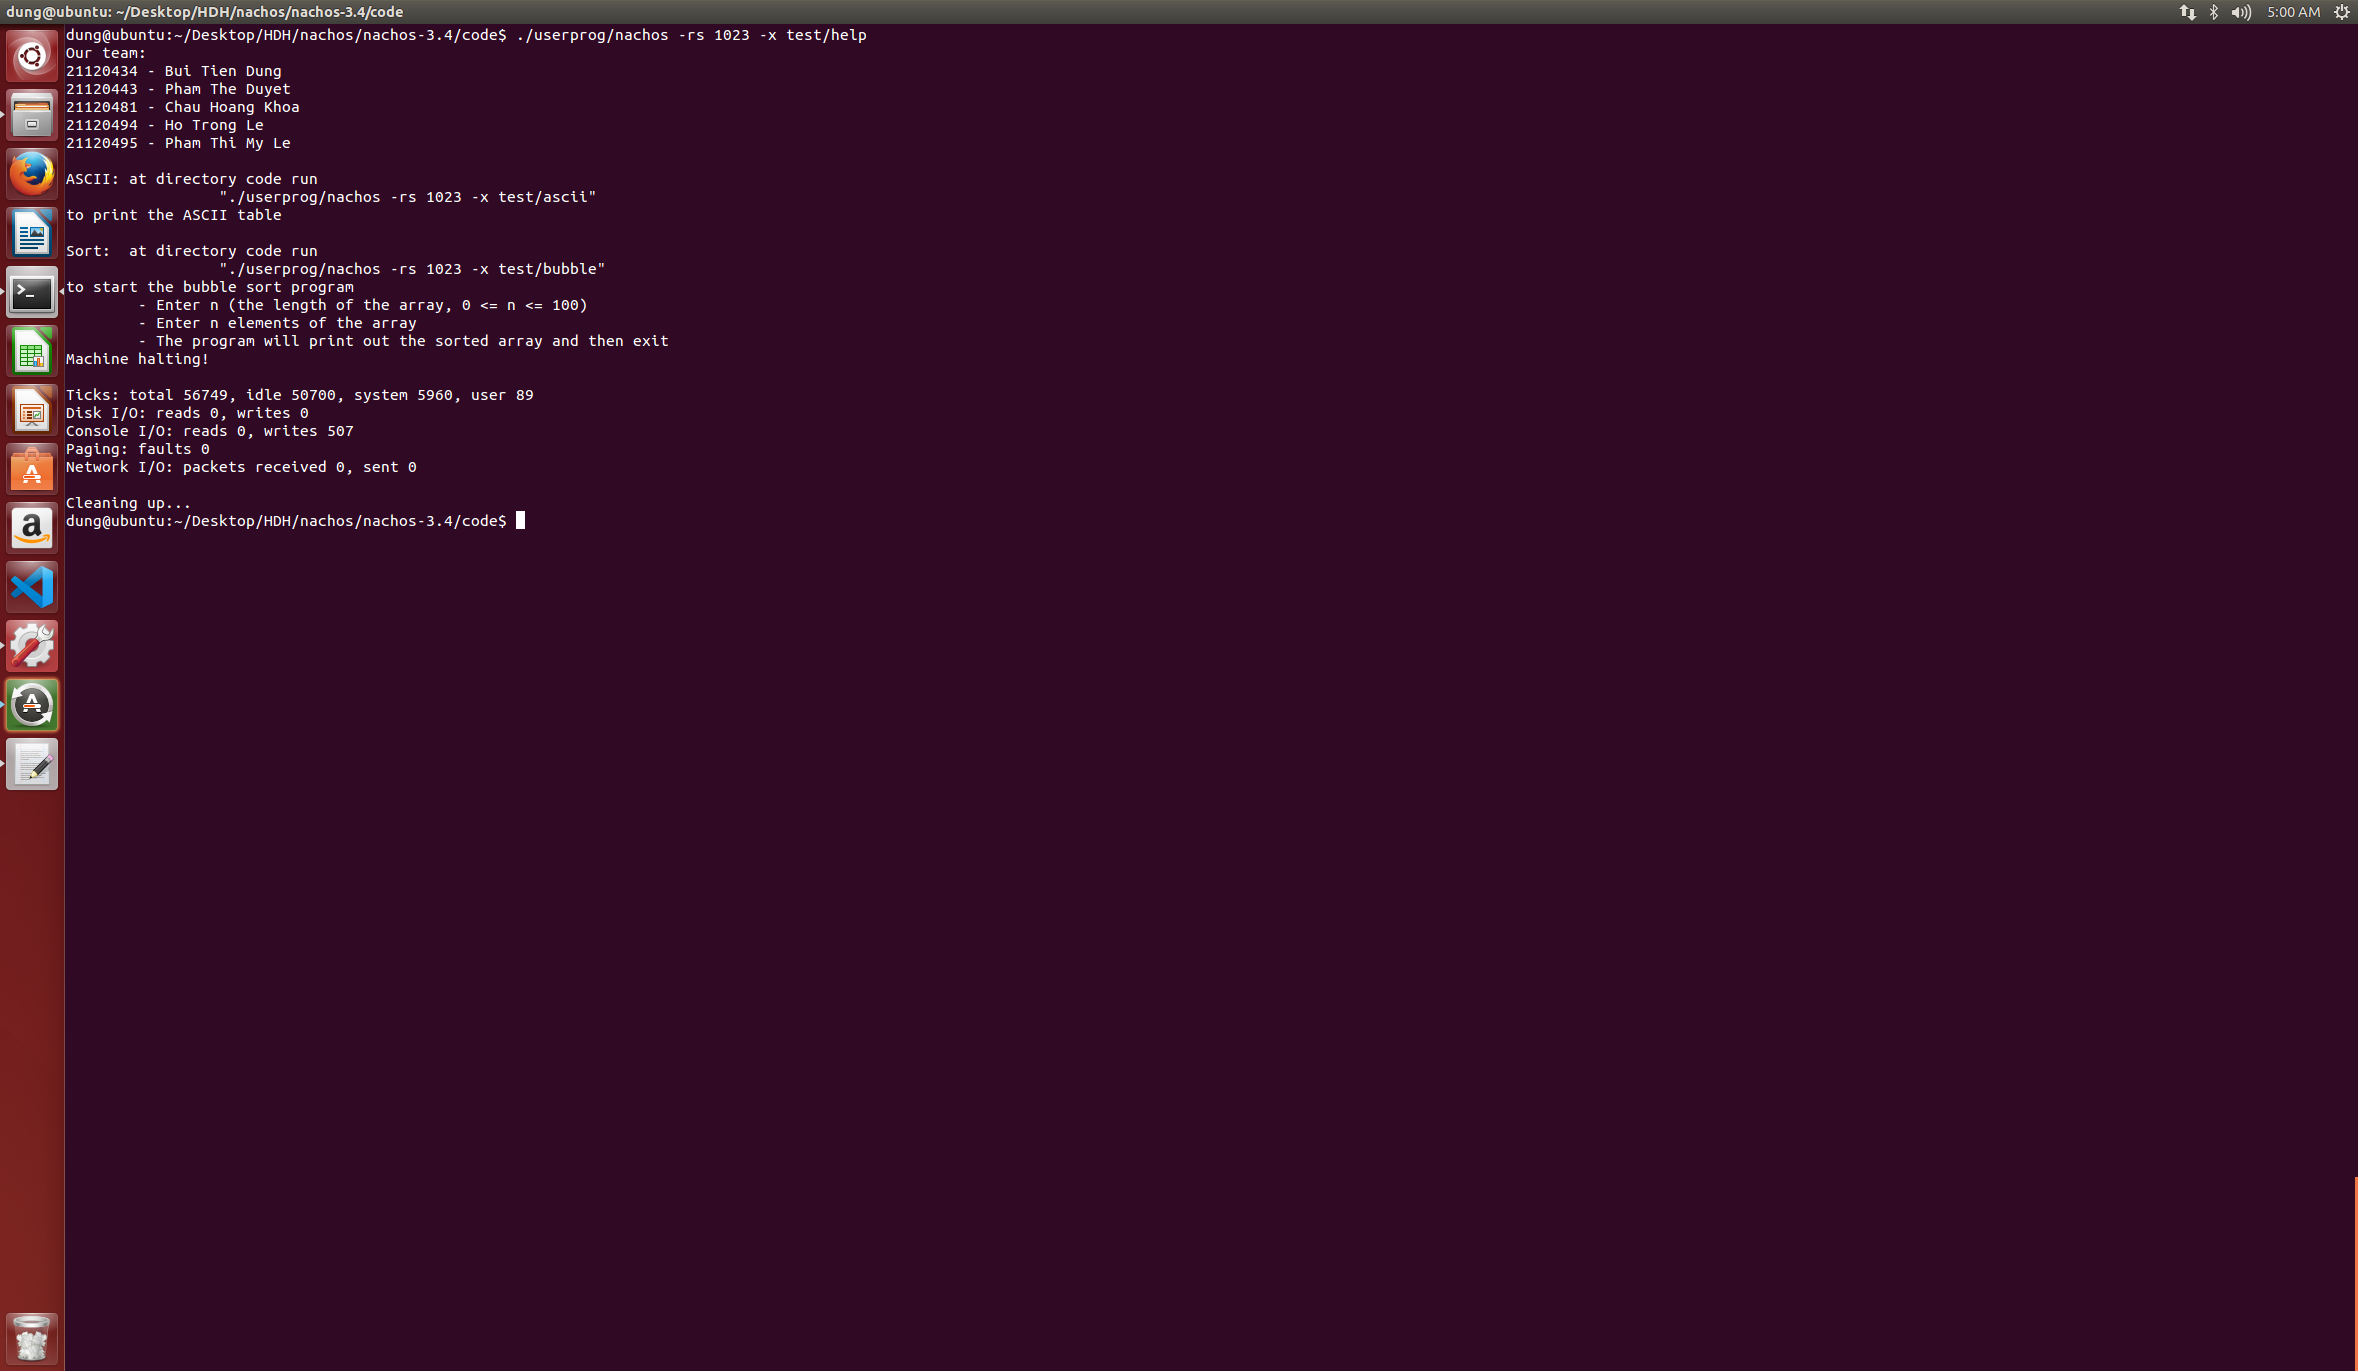 dung@ubuntu: ~/Desktop/HDH/nachos/nachos-3.4/code
5:00 AM
dung@ubuntu:~/Desktop/HDH/nachos/nachos-3.4/code$ ./userprog/nachos -rs 1023 -x test/help
Our team:
21120434 - Bui Tien Dung
21120443 - Pham The Duyet
21120481 - Chau Hoang Khoa
21120494 - Ho Trong Le
21120495 - Pham Thi My Le

ASCII: at directory code run
                 "./userprog/nachos -rs 1023 -x test/ascii"
to print the ASCII table

Sort:  at directory code run
                 "./userprog/nachos -rs 1023 -x test/bubble"
to start the bubble sort program
        - Enter n (the length of the array, 0 <= n <= 100)
        - Enter n elements of the array
        - The program will print out the sorted array and then exit
Machine halting!

Ticks: total 56749, idle 50700, system 5960, user 89
Disk I/O: reads 0, writes 0
Console I/O: reads 0, writes 507
Paging: faults 0
Network I/O: packets received 0, sent 0

Cleaning up...
dung@ubuntu:~/Desktop/HDH/nachos/nachos-3.4/code$